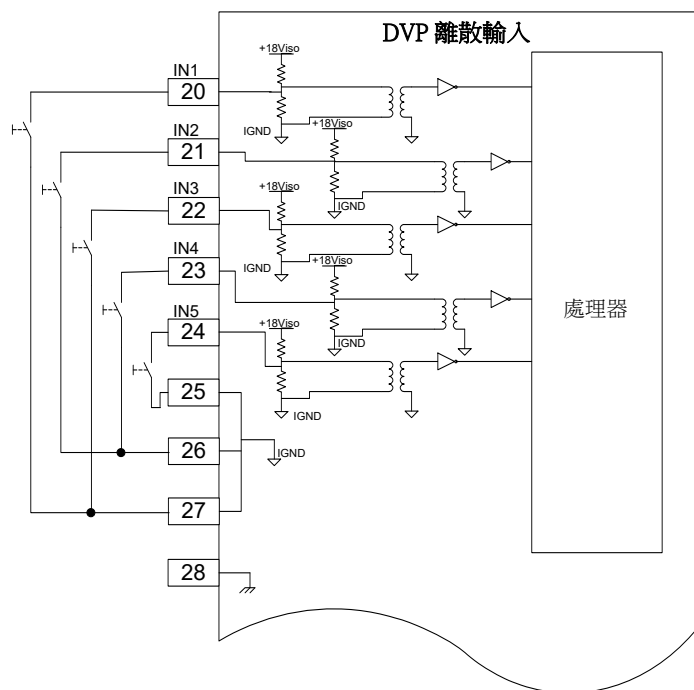 DVP 離散輸入
+18Viso
IN1
20
IGND
+18Viso
IN2
21
IGND
+18Viso
IN3
22
IGND
+18Viso
IN4
23
IGND
+18Viso
IN5
24
IGND
25
26
IGND
27
28
處理器